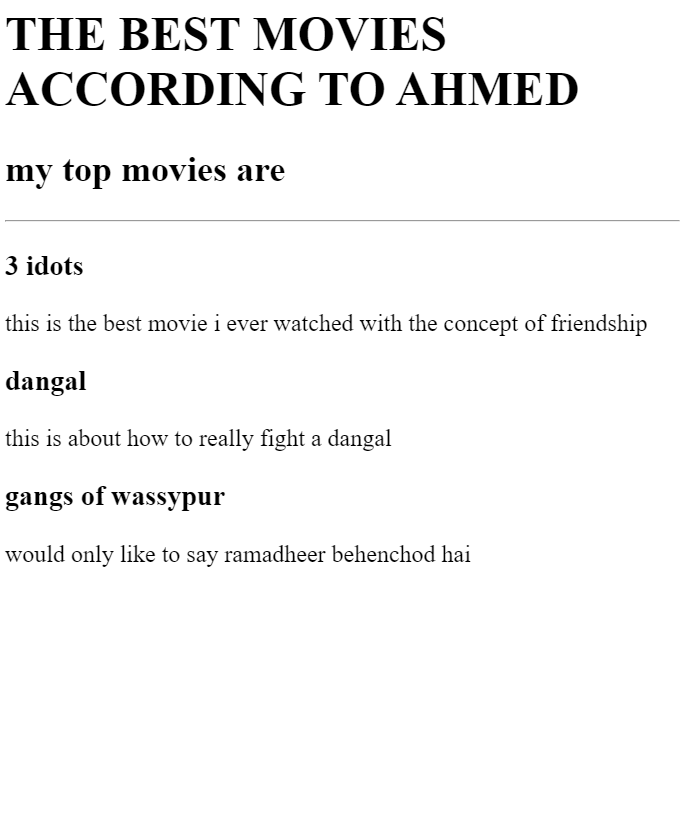 THE BEST MOVIES
ACCORDING TO AHMED
my top movies are
3 idots
this is the best movie i ever watched with the concept of friendship
dangal
this is about how to really fight a dangal
gangs of wassypur
would only like to say ramadheer behenchod hai